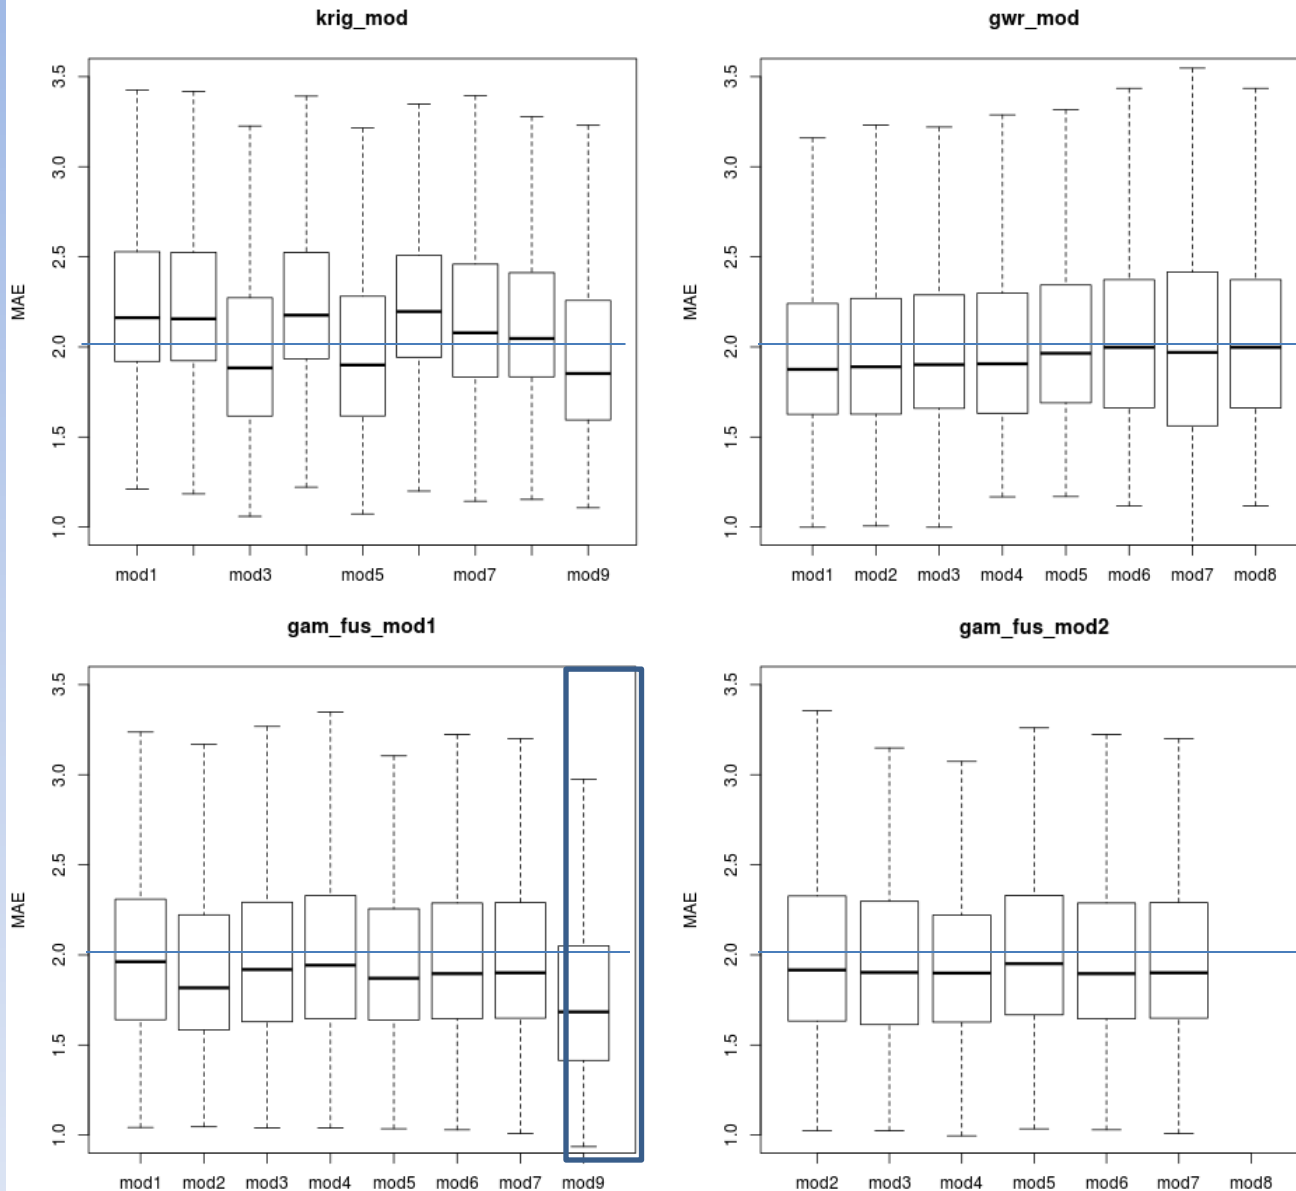 krig_mod
3.5
3.0
2.5
2.0
1.5
1.0
MAE
mod1 mod3 mod5 mod7 mod9
gwr_mod
3.5
3.0
2.5
2.0
1.5
1.0
MAE
mod1 mod2 mod3 mod4 mod5 mod6 mod7 mod8
gam_fus_mod1
3.5
3.0
2.5
2.0
1.5
1.0
MAE
mod1 mod2 mod3 mod4 mod5 mod6 mod7 mod9
gam_fus_mod2
3.5
3.0
2.5
2.0
1.5
1.0
MAE
mod2 mod3 mod4 mod5 mod6 mod7 mod8